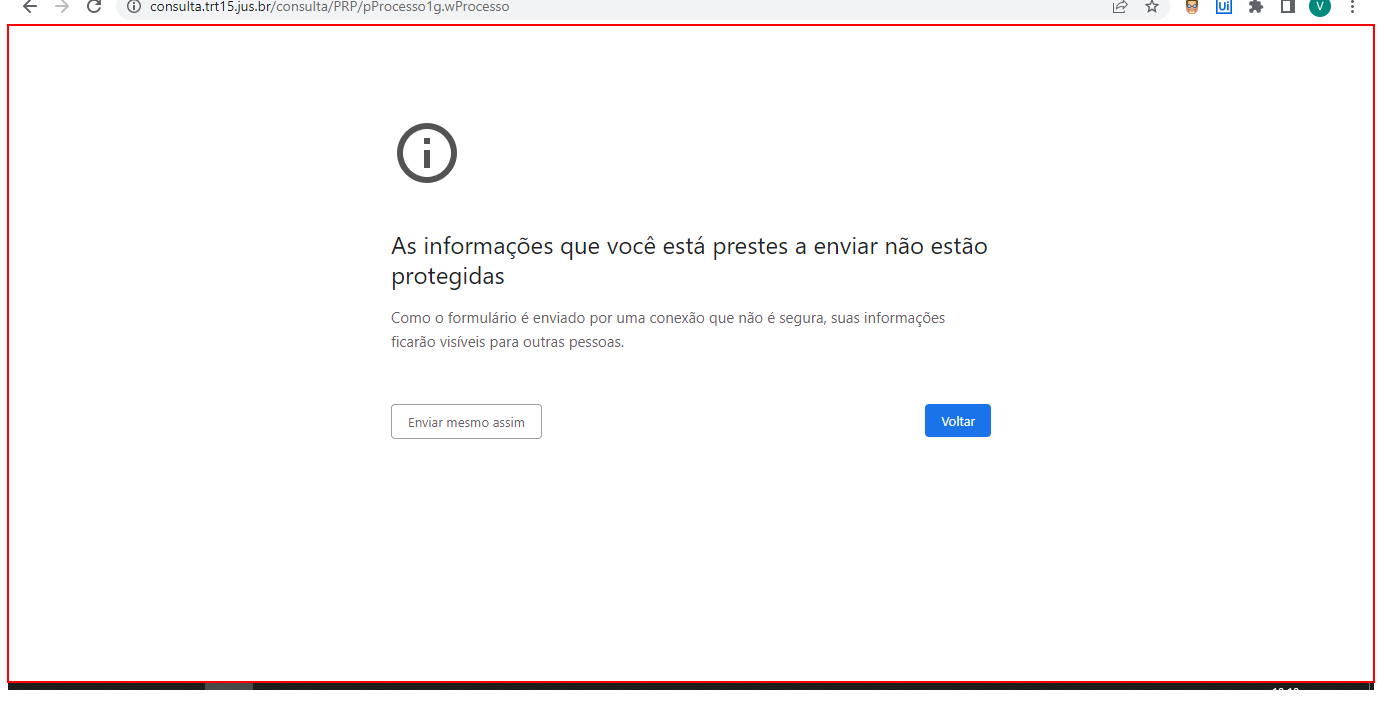 consulta.trt15.jus.br/consulta/PRP/pProcesso1g.wProcesso
Ui
V
As informações que você está prestes a enviar não estão
protegidas
Como o formulário é enviado por uma conexão que não é segura, suas informações
ficarão visíveis para outras pessoas.
Enviar mesmo assim
Voltar